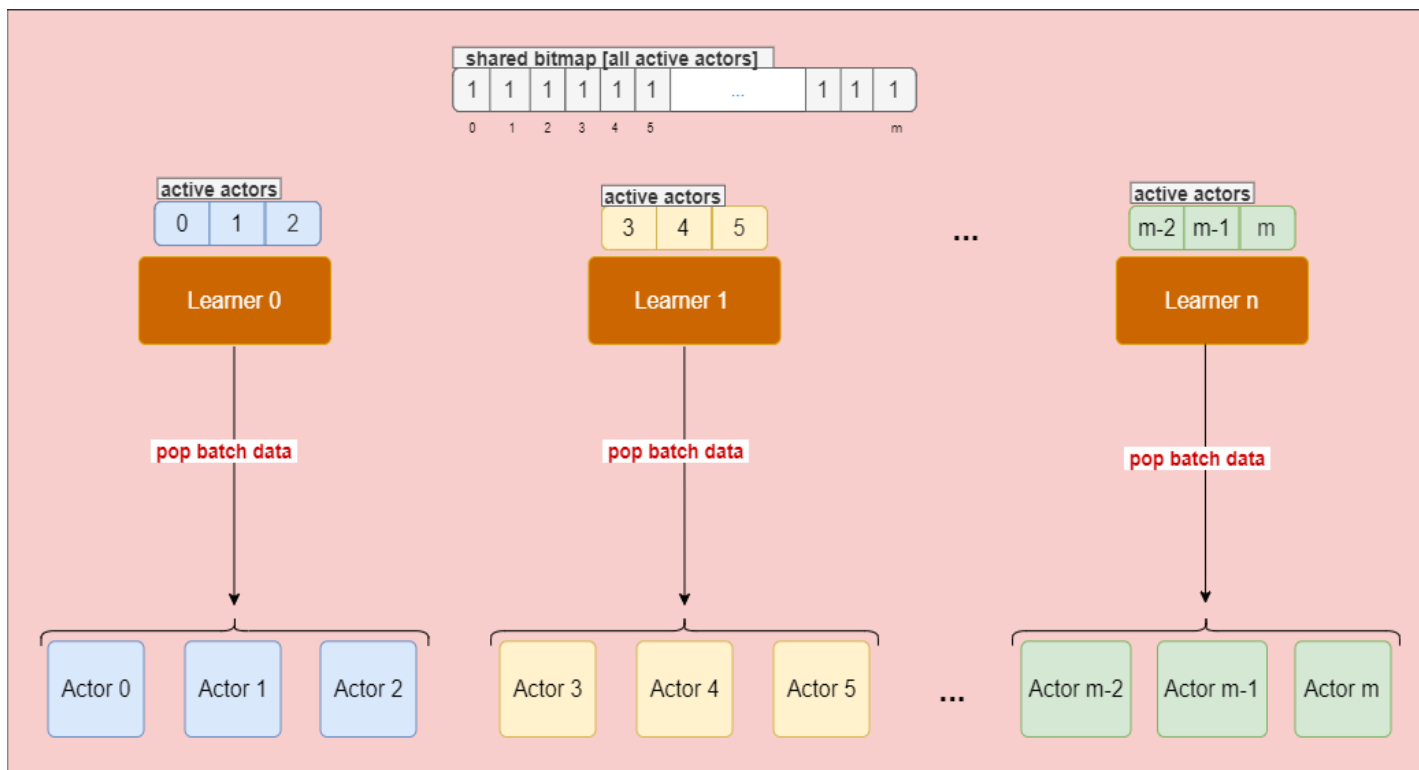 shared bitmap [all active actors]
1 1 1 1 1 1 ... 1 1 1
0 1 2 3 4 5 m
active actors
0 1 2
Learner 0
active actors
3 4 5
Learner 1
...
active actors
m-2 m-1 m
Learner n
pop batch data
pop batch data
pop batch data
Actor 0 Actor 1 Actor 2
Actor 3 Actor 4 Actor 5
...
Actor m-2 Actor m-1 Actor m